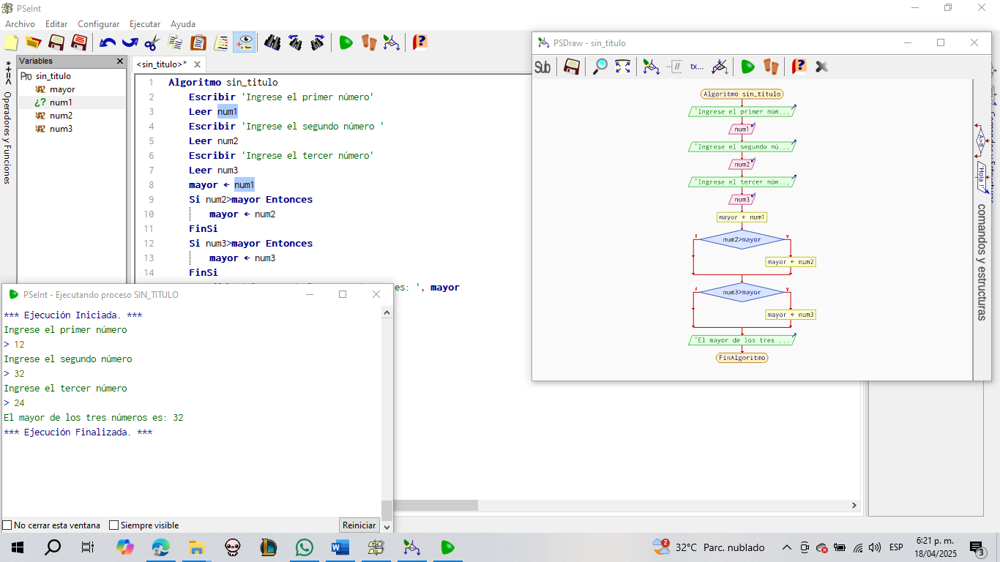 PSeInt
Archivo Editar Configurar Ejecutar Ayuda
Variables
<sin_titulo>*
*+=< Operadores y Funciones
Pro sin_titulo
mayor
¿? num1
num2
num3
1 Algoritmo sin_titulo
2 Escribir 'Ingrese el primer número'
3 Leer num1
4 Escribir 'Ingrese el segundo número '
5 Leer num2
6 Escribir 'Ingrese el tercer número'
7 Leer num3
8 mayor ← num1
9 Si num2>mayor Entonces
10 mayor ← num2
11 FinSi
12 Si num3>mayor Entonces
13 mayor ← num3
14 FinSi
es: ', mayor
PSeInt - Ejecutando proceso SIN_TITULO
*** Ejecución Iniciada. ***
Ingrese el primer número
> 12
Ingrese el segundo número
> 32
Ingrese el tercer número
> 24
El mayor de los tres números es: 32
*** Ejecución Finalizada. ***
No cerrar esta ventana Siempre visible Reiniciar
PSDraw - sin_titulo
Sub tx...
Algoritmo sin_titulo
'Ingrese el primer núm...
num1
'Ingrese el segundo nú...
num2
'Ingrese el tercer núm...
num3
mayor ← num1
F num2>mayor V
mayor ← num2
F num3>mayor V
mayor ← num3
'El mayor de los tres ...
FinAlgoritmo
A>B
'Hola !'
comandos y estructuras
2 32°C Parc. nublado ESP 6:21 p. m.
18/04/2025
3